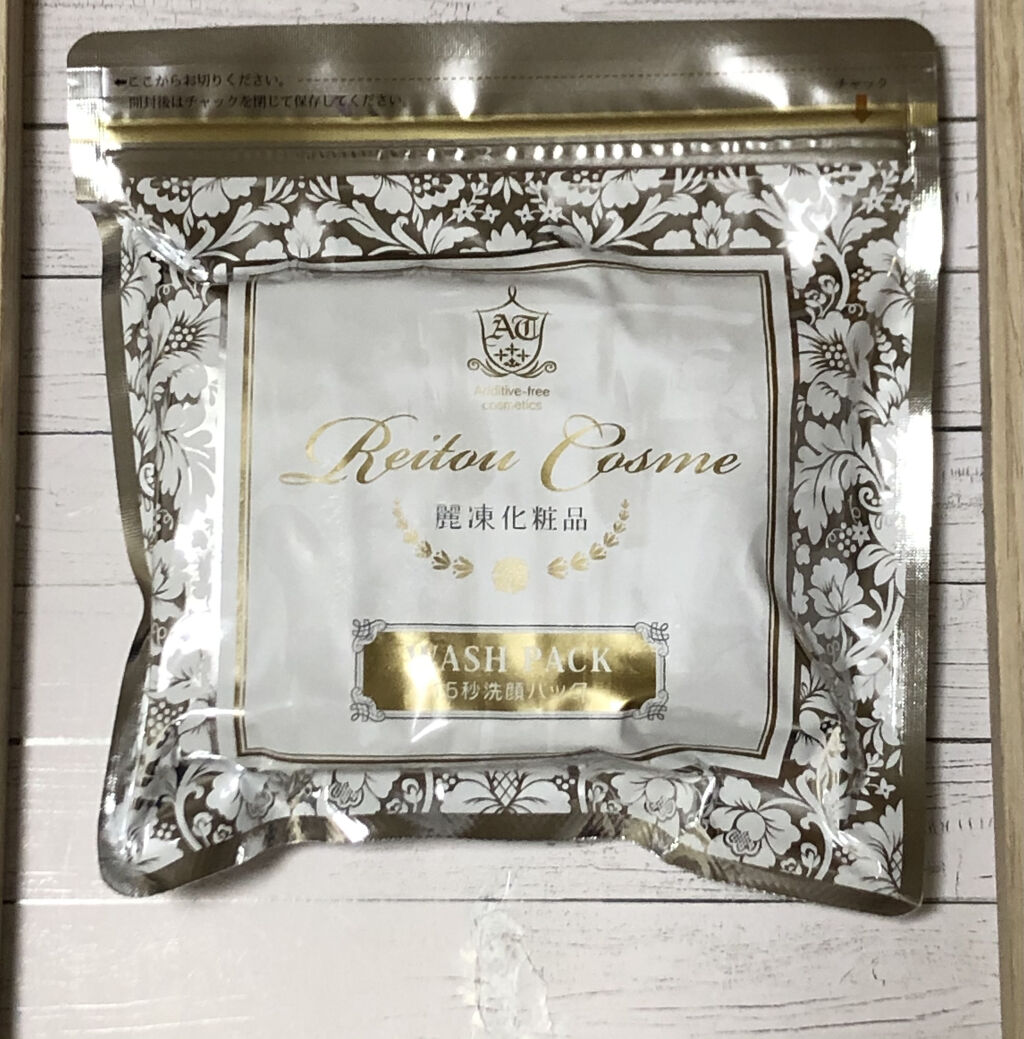 ←ここからお切りください。
開封後はチャックを閉じて保存してください。
チャック
AT
Additive-free
cosmetics
Reitou Cosme
麗凍化粧品
WASH PACK
15秒洗顔パック